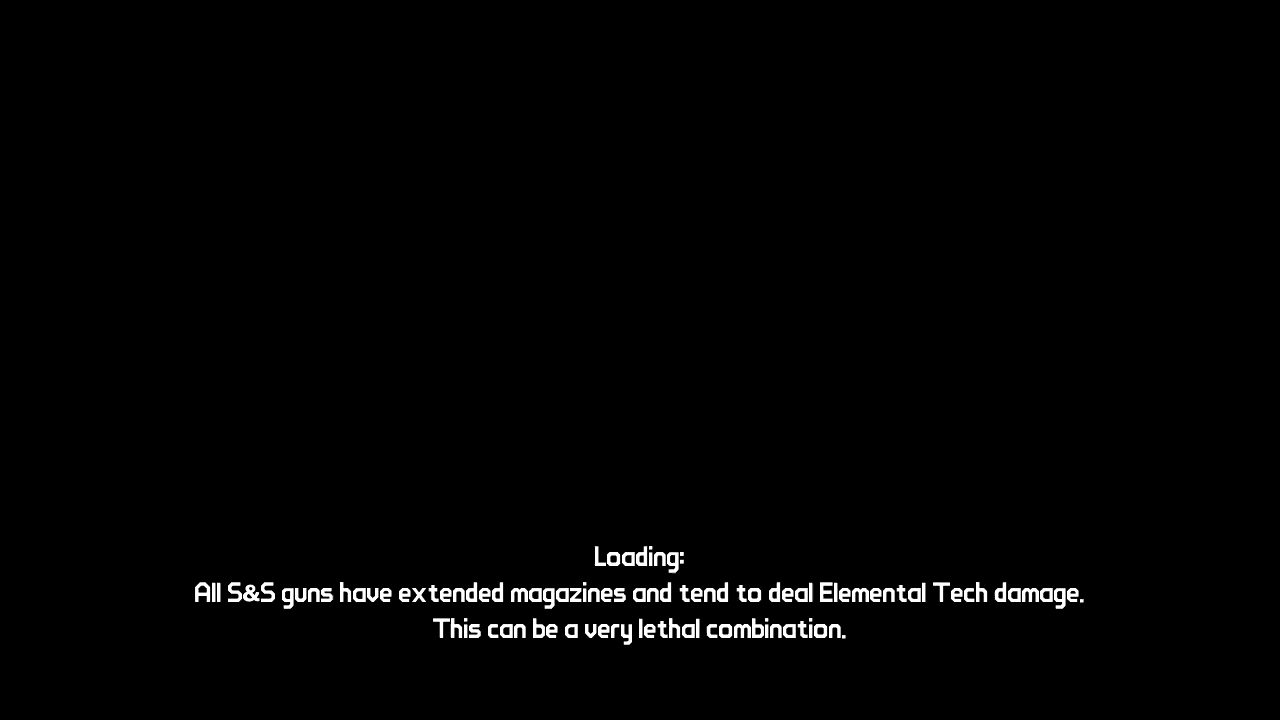 Loading:
All S&S guns have extended magazines and tend to deal Elemental Tech damage.
This can be a very lethal combination.